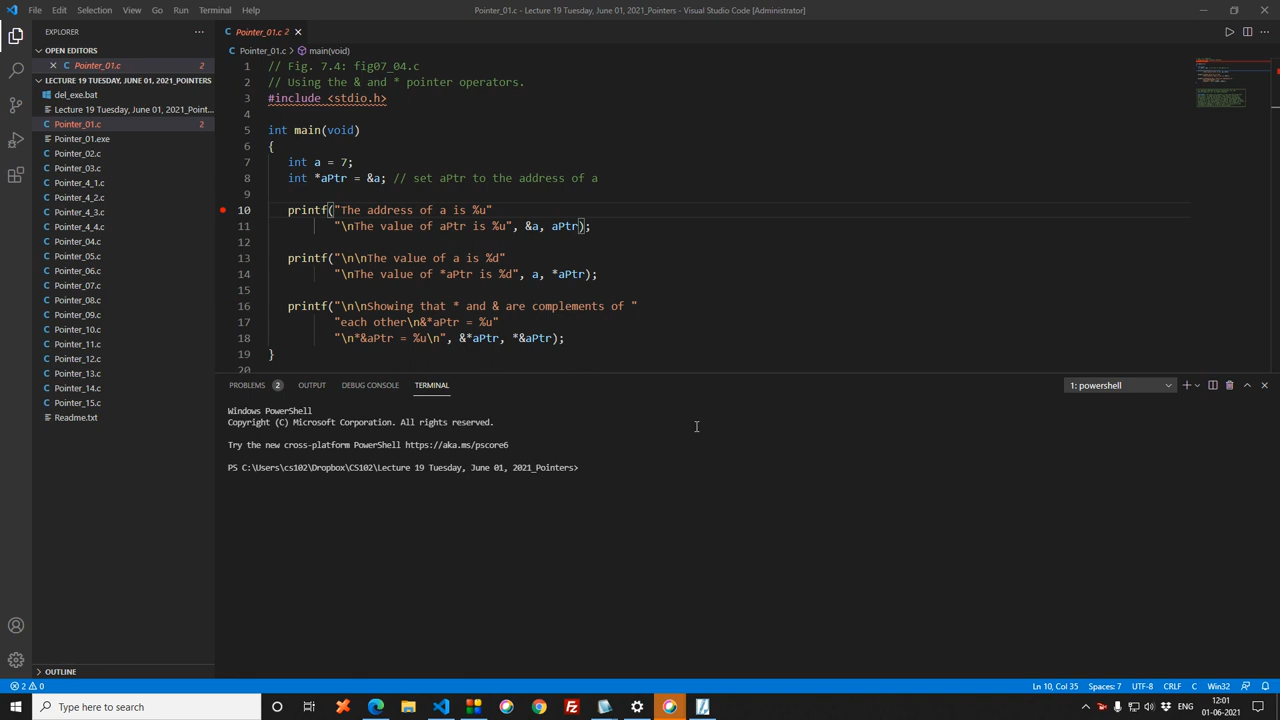 File Edit Selection View Go Run Terminal Help
Pointer_01.c - Lecture 19 Tuesday, June 01, 2021_Pointers - Visual Studio Code [Administrator]
EXPLORER
OPEN EDITORS
Pointer_01.c 2
LECTURE 19 TUESDAY, JUNE 01, 2021_POINTERS
del_exe.bat
Lecture 19 Tuesday, June 01, 2021_Point...
C Pointer_01.c 2
Pointer_01.exe
C Pointer_02.c
C Pointer_03.c
C Pointer_4_1.c
C Pointer_4_2.c
C Pointer_4_3.c
C Pointer_4_4.c
C Pointer_04.c
C Pointer_05.c
C Pointer_06.c
C Pointer_07.c
C Pointer_08.c
C Pointer_09.c
C Pointer_10.c
C Pointer_11.c
C Pointer_12.c
C Pointer_13.c
C Pointer_14.c
C Pointer_15.c
Readme.txt
OUTLINE
C Pointer_01.c 2
C Pointer_01.c > main(void)
1 // Fig. 7.4: fig07_04.c
2 // Using the & and * pointer operators.
3 #include <stdio.h>
4
5 int main(void)
6 {
7 int a = 7;
8 int *aPtr = &a; // set aPtr to the address of a
9
10 printf("The address of a is %u"
11 "\nThe value of aPtr is %u", &a, aPtr);
12
13 printf("\n\nThe value of a is %d"
14 "\nThe value of *aPtr is %d", a, *aPtr);
15
16 printf("\n\nShowing that * and & are complements of "
17 "each other\n&*aPtr = %u"
18 "\n*&aPtr = %u\n", &*aPtr, *&aPtr);
19 }
20
PROBLEMS 2 OUTPUT DEBUG CONSOLE TERMINAL
1: powershell
Windows PowerShell
Copyright (C) Microsoft Corporation. All rights reserved.
Try the new cross-platform PowerShell https://aka.ms/pscore6
PS C:\Users\cs102\Dropbox\CS102\Lecture 19 Tuesday, June 01, 2021_Pointers>
2 0
Ln 10, Col 35 Spaces: 7 UTF-8 CRLF C Win32
Type here to search
ENG
12:01
01-06-2021